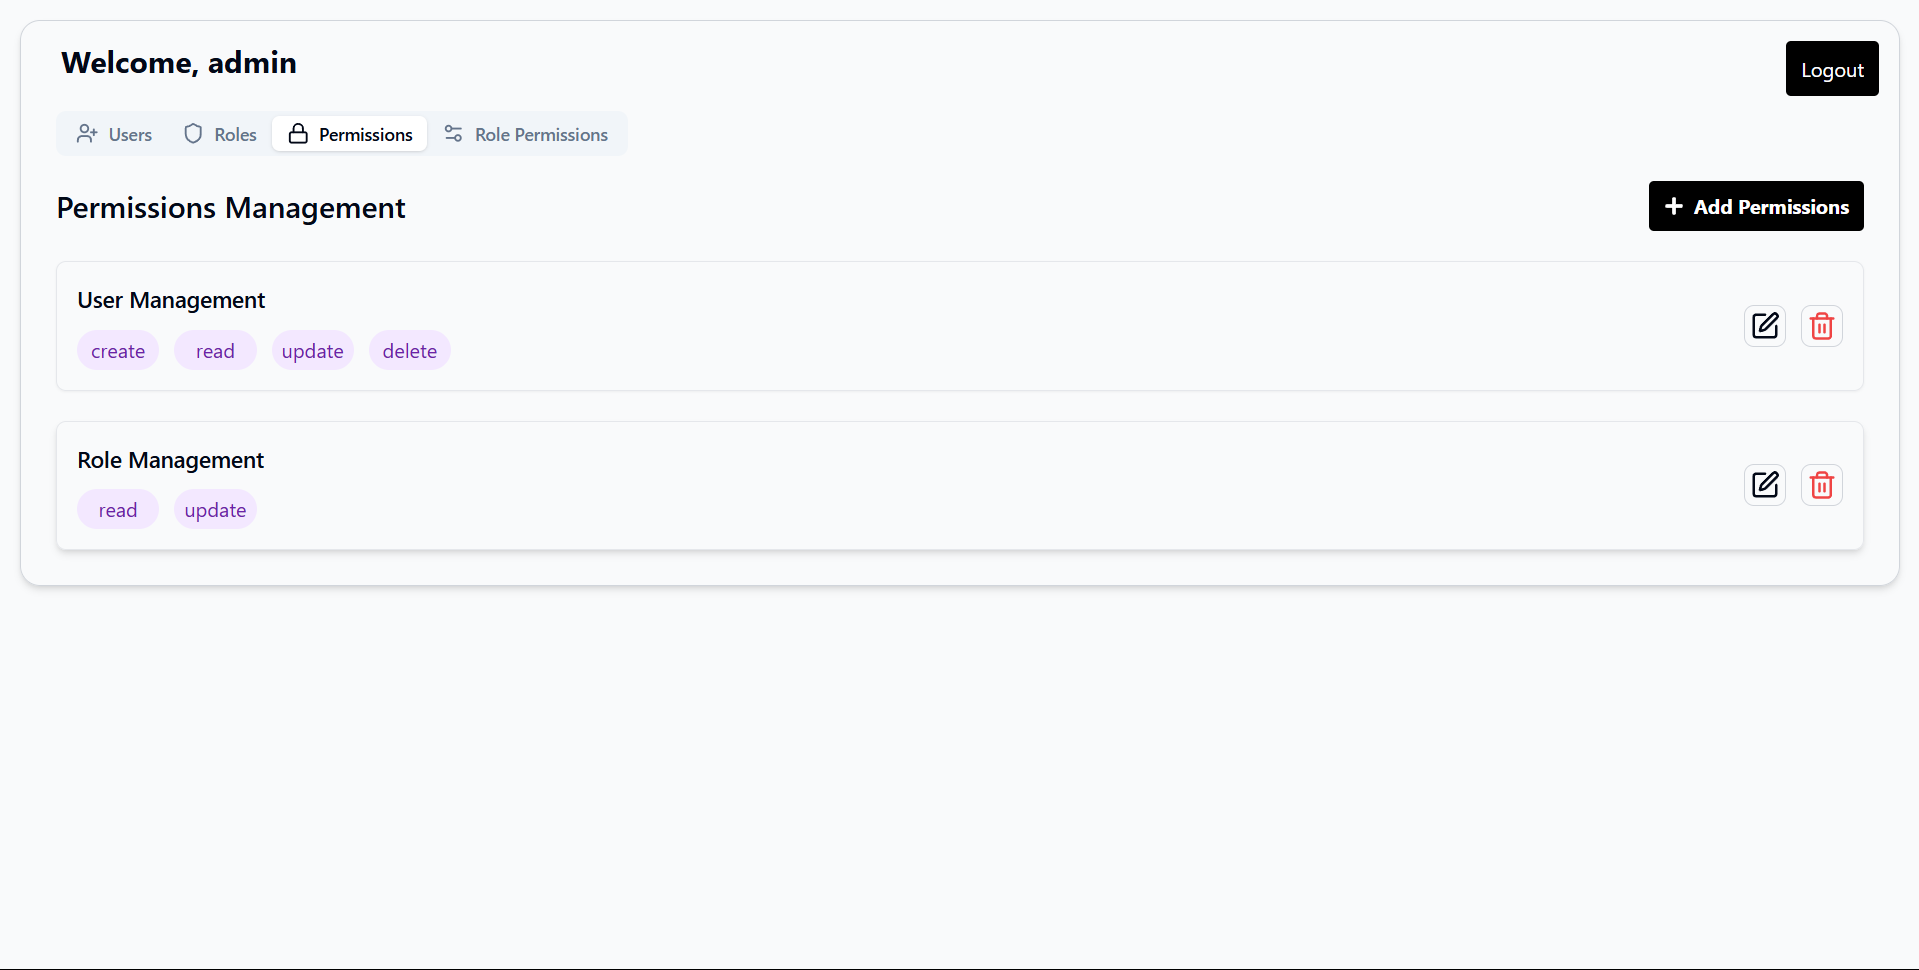 Welcome, admin
Logout
Users Roles Permissions Role Permissions
Permissions Management
Add Permissions
User Management
create read update delete
Role Management
read update